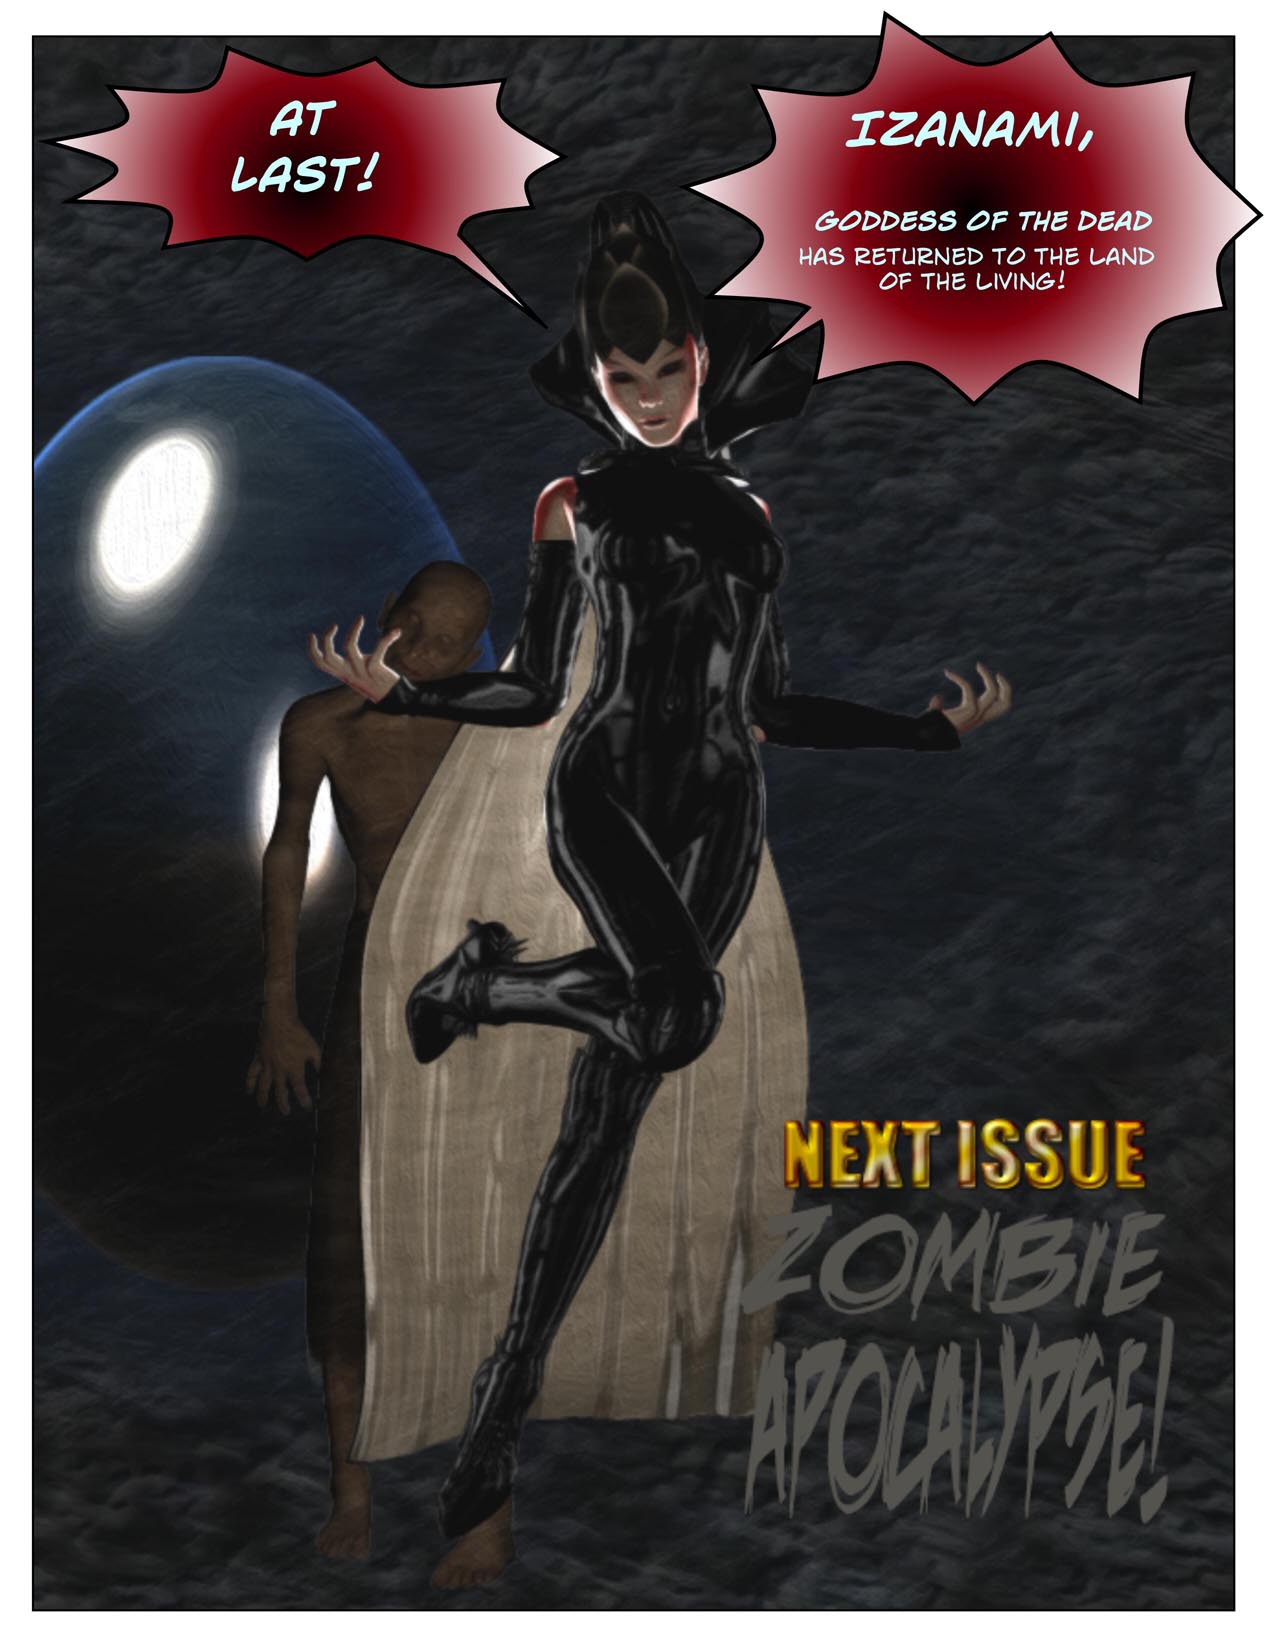 AT
LAST!
IZANAMI,
GODDESS OF THE DEAD
HAS RETURNED TO THE LAND
OF THE LIVING!
NEXT ISSUE
ZOMBIE
APOCALYPSE!